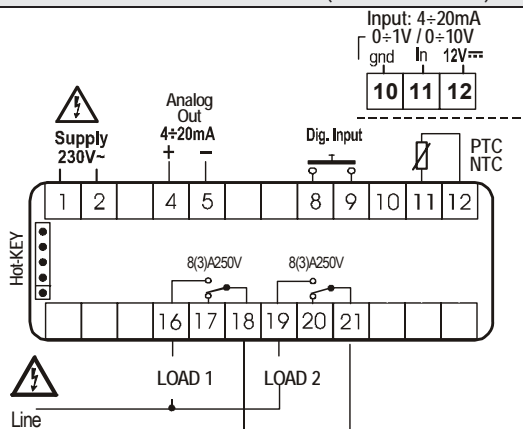 Input: 4÷20mA
0÷1V / 0÷10V
gnd In 12V
10 11 12
Analog
Out
4÷20mA
+ −
Supply
230V~
Dig. Input
PTC
NTC
1 2 4 5 8 9 10 11 12
Hot-KEY
8(3)A250V 8(3)A250V
16 17 18 19 20 21
LOAD 1 LOAD 2
Line